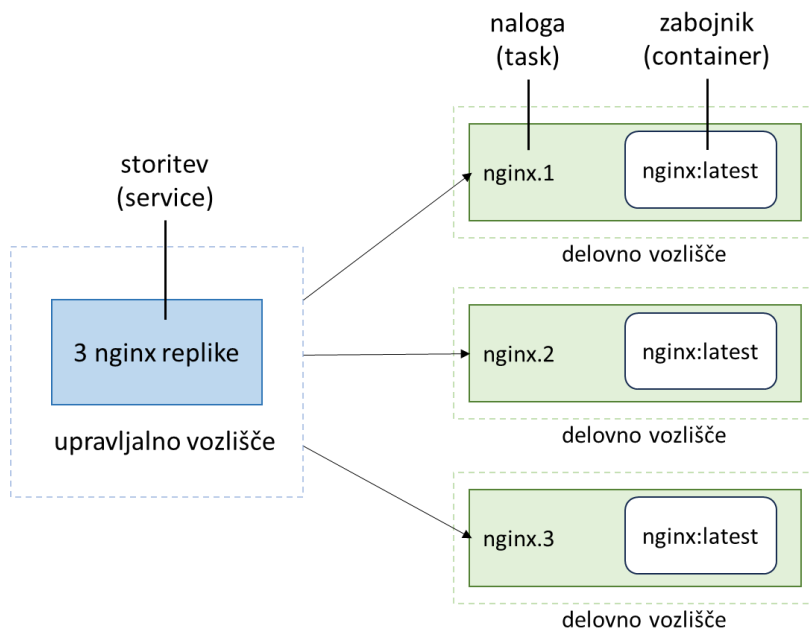 naloga
(task)
zabojnik
(container)
storitev
(service)
nginx.1
nginx:latest
delovno vozlišče
3 nginx replike
upravljalno vozlišče
nginx.2
nginx:latest
delovno vozlišče
nginx.3
nginx:latest
delovno vozlišče